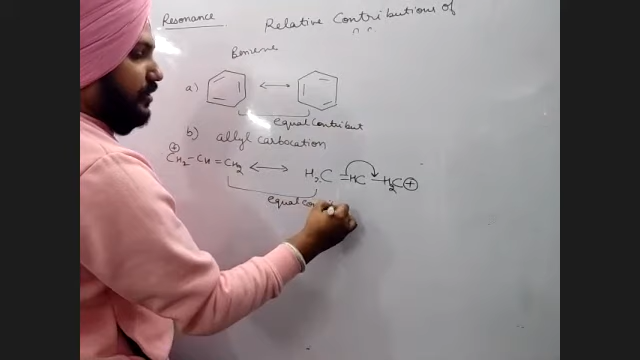 Resonance
Relative Contributions of
Benzene
a)
equal contribut
b) allyl carbocation
⊕
CH2 - CH = CH2 ⟷ H2C = HC - H2C ⊕
equal con